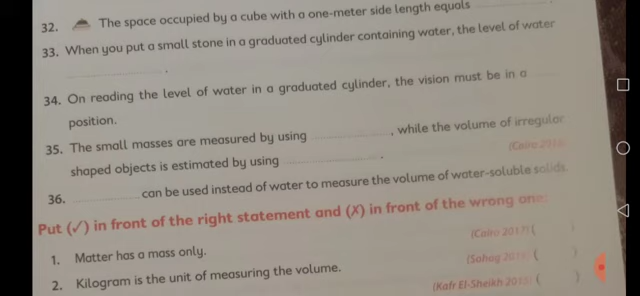 32. The space occupied by a cube with a one-meter side length equals
33. When you put a small stone in a graduated cylinder containing water, the level of water
.
34. On reading the level of water in a graduated cylinder, the vision must be in a
position.
35. The small masses are measured by using , while the volume of irregular
shaped objects is estimated by using .
(Cairo
36. can be used instead of water to measure the volume of water-soluble solids.
Put (✓) in front of the right statement and (X) in front of the wrong one:
1. Matter has a mass only. (Cairo 2017) ( )
2. Kilogram is the unit of measuring the volume. (Sohag ( )
(Kafr El-Sheikh ( )